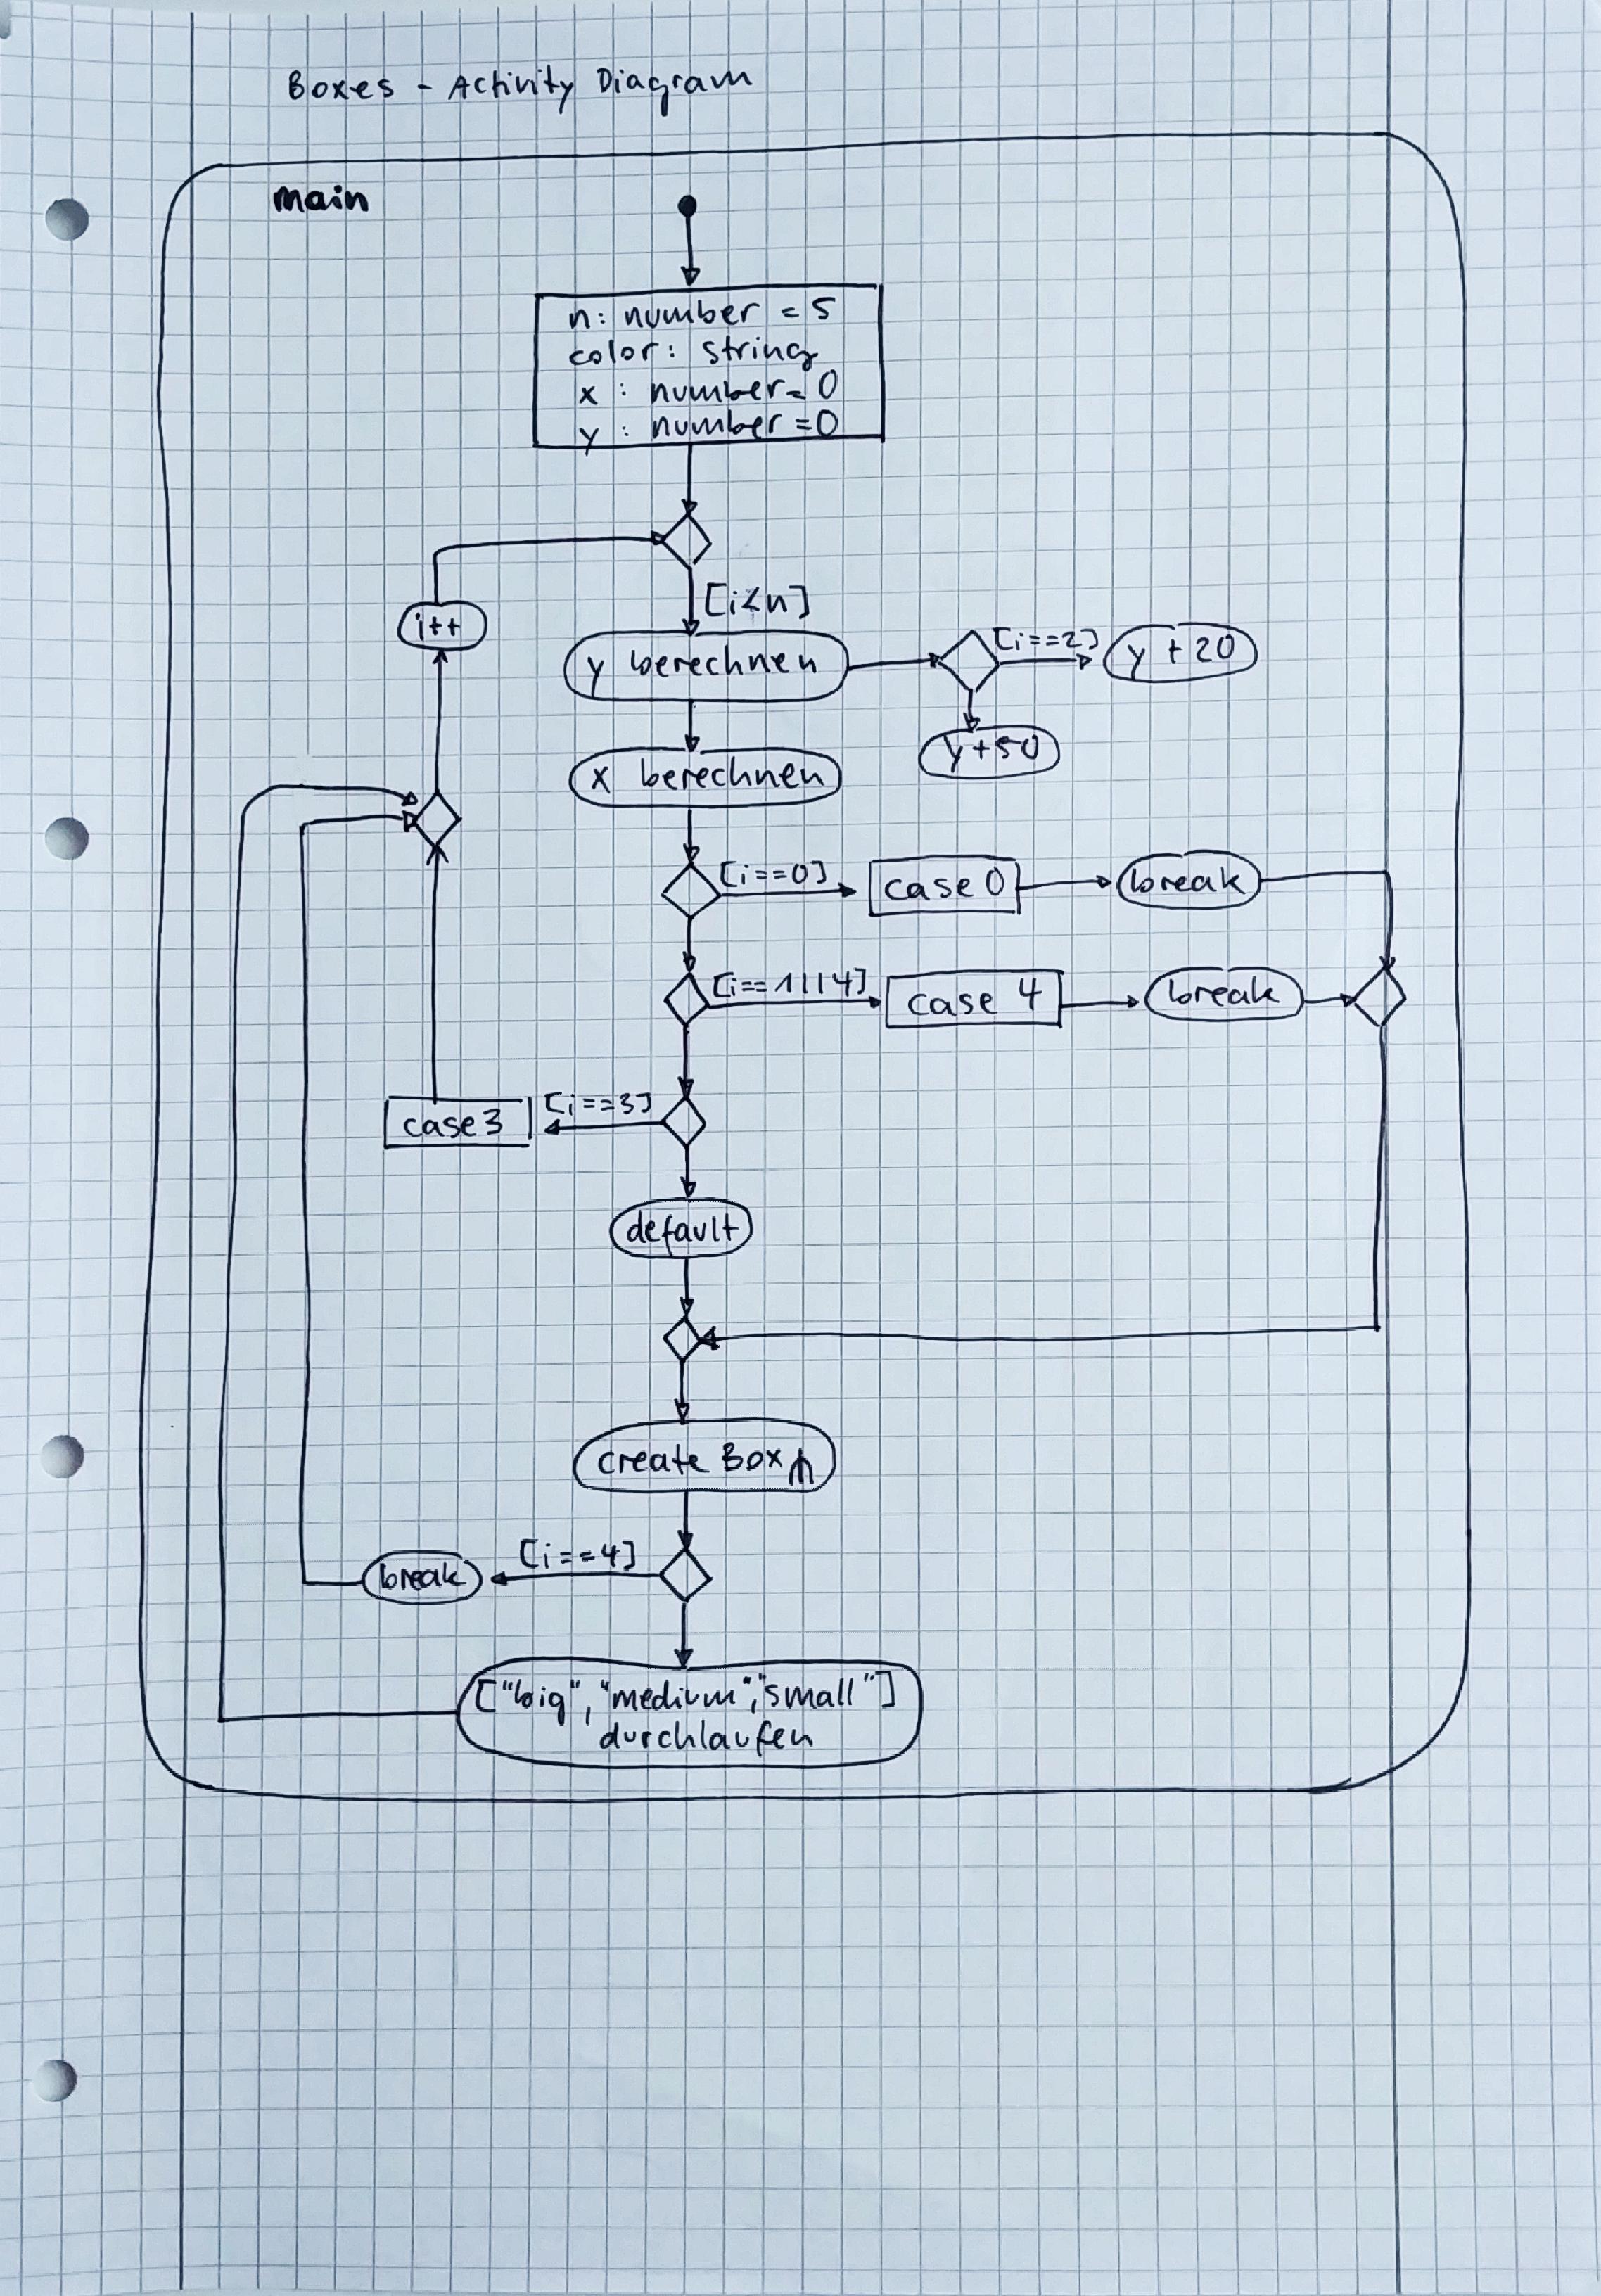 Boxes - Activity Diagram
main
n: number = 5
color: string
x : number = 0
y : number = 0
[i<n]
i++
y berechnen
[i==2]
y + 20
y + 50
x berechnen
[i==0]
case 0
break
[i==1||4]
case 4
break
[i==3]
case 3
default
create Box
[i==4]
break
["big", "medium", "small"]
durchlaufen